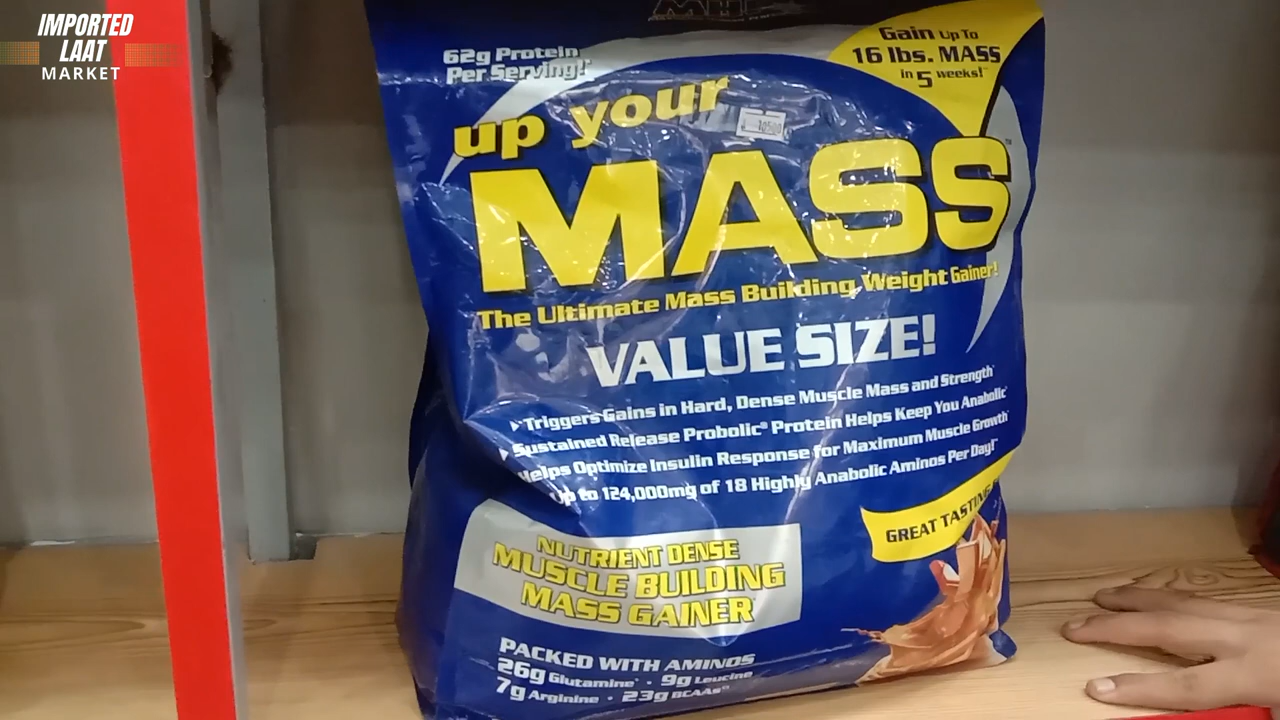 IMPORTED
LAAT
MARKET
MHP
62g Protein
Per Serving!
Gain Up To
16 lbs. MASS
in 5 weeks!
up your
MASS™
The Ultimate Mass Building Weight Gainer!
VALUE SIZE!
Triggers Gains in Hard, Dense Muscle Mass and Strength*
Sustained Release Probolic® Protein Helps Keep You Anabolic*
Helps Optimize Insulin Response for Maximum Muscle Growth*
Up to 124,000mg of 18 Highly Anabolic Aminos Per Day!*
GREAT TASTING
NUTRIENT DENSE
MUSCLE BUILDING
MASS GAINER*
PACKED WITH AMINOS
26g Glutamine* · 9g Leucine
7g Arginine · 23g BCAAs